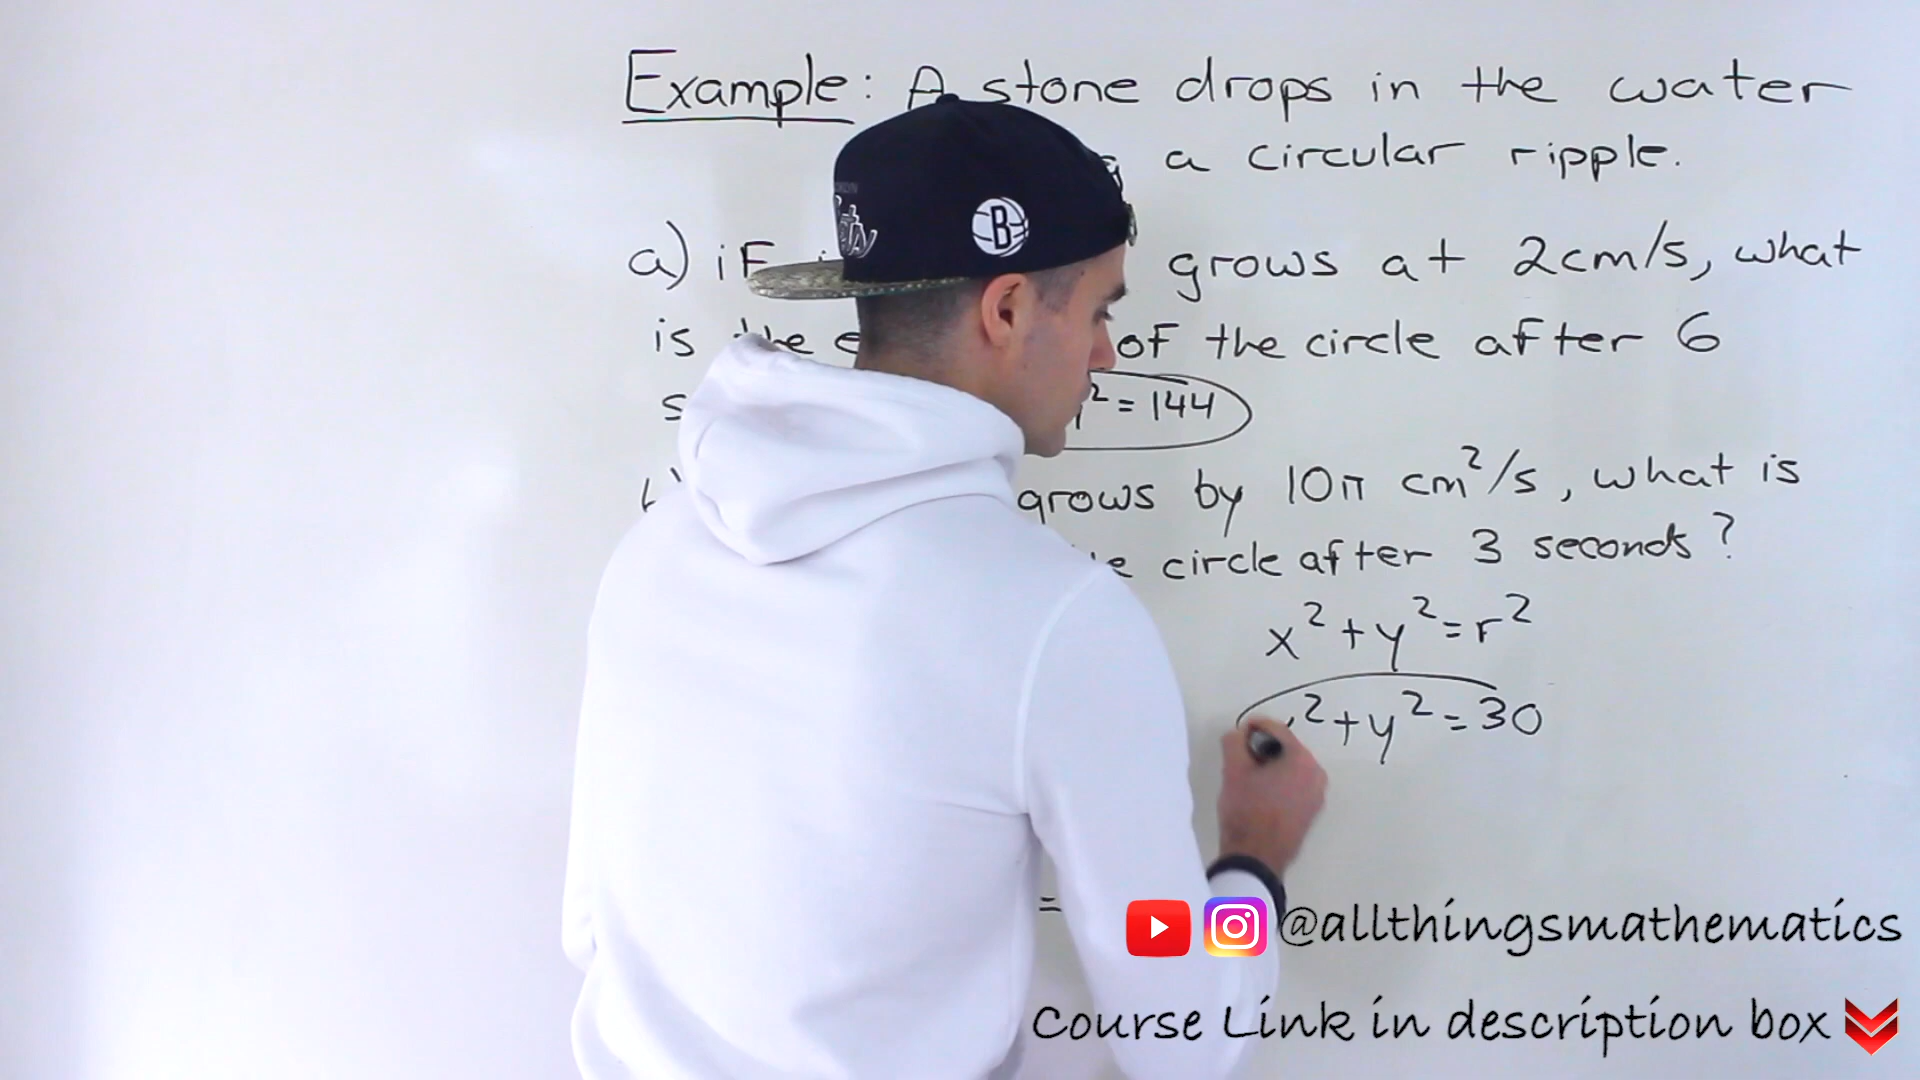 Example: A stone drops in the water
a circular ripple.
a) if grows at 2cm/s, what
is the of the circle after 6
² = 144
grows by 10π cm²/s, what is
circle after 3 seconds?
x² + y² = r²
² + y² = 30
=
B
@allthingsmathematics
Course Link in description box